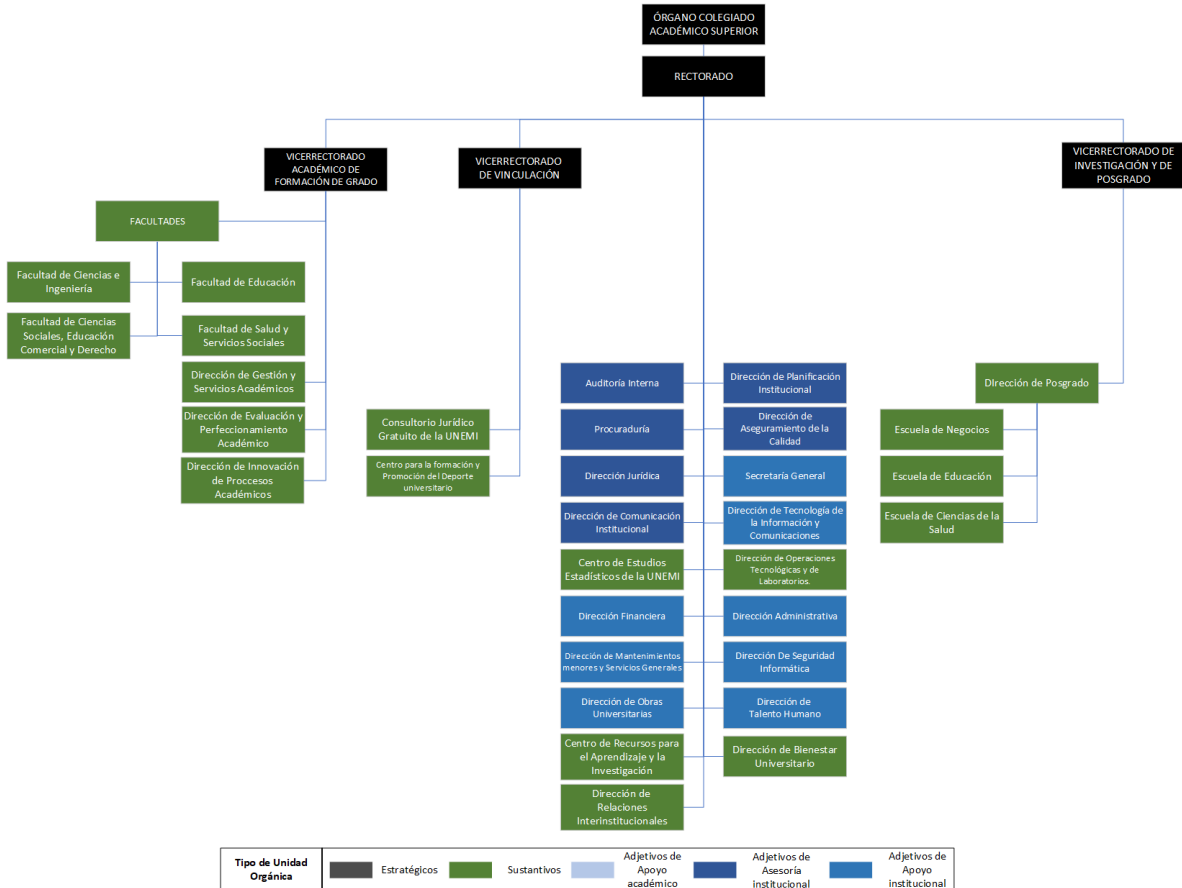 ÓRGANO COLEGIADO
ACADÉMICO SUPERIOR
RECTORADO
VICERRECTORADO
ACADÉMICO DE
FORMACIÓN DE GRADO
VICERRECTORADO
DE VINCULACIÓN
VICERRECTORADO DE
INVESTIGACIÓN Y DE
POSGRADO
FACULTADES
Facultad de Ciencias e
Ingeniería
Facultad de Educación
Facultad de Ciencias
Sociales, Educación
Comercial y Derecho
Facultad de Salud y
Servicios Sociales
Dirección de Gestión y
Servicios Académicos
Dirección de Evaluación y
Perfeccionamiento
Académico
Dirección de Innovación
de Proccesos
Académicos
Consultorio Jurídico
Gratuito de la UNEMI
Centro para la formación y
Promoción del Deporte
universitario
Auditoría Interna
Dirección de Planificación
Institucional
Procuraduría
Dirección de
Aseguramiento de la
Calidad
Dirección Jurídica
Secretaría General
Dirección de Comunicación
Institucional
Dirección de Tecnología de
la Información y
Comunicaciones
Centro de Estudios
Estadísticos de la UNEMI
Dirección de Operaciones
Tecnológicas y de
Laboratorios.
Dirección Financiera
Dirección Administrativa
Dirección de Mantenimientos
menores y Servicios Generales
Dirección De Seguridad
Informática
Dirección de Obras
Universitarias
Dirección de
Talento Humano
Centro de Recursos para
el Aprendizaje y la
Investigación
Dirección de Bienestar
Universitario
Dirección de
Relaciones
Interinstitucionales
DIrección de Posgrado
Escuela de Negocios
Escuela de Educación
Escuela de Ciencias de la
Salud
Tipo de Unidad
Orgánica
Estratégicos
Sustantivos
Adjetivos de
Apoyo
académico
Adjetivos de
Asesoría
institucional
Adjetivos de
Apoyo
institucional